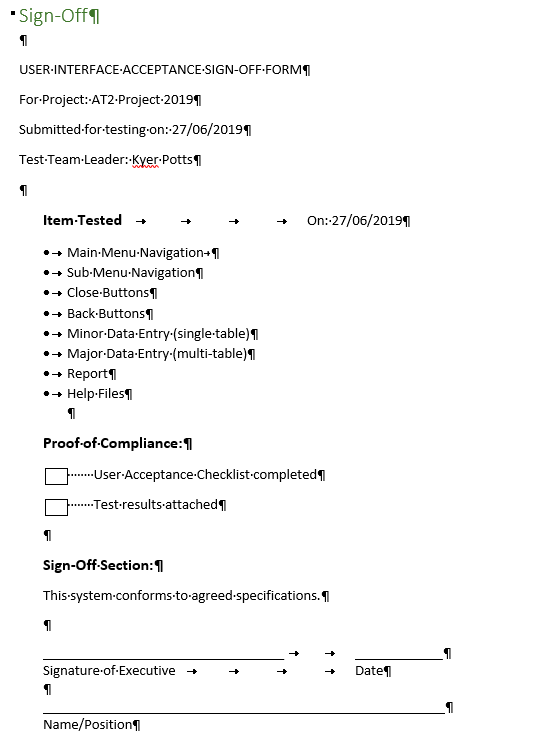 Sign-Off
USER INTERFACE ACCEPTANCE SIGN-OFF FORM
For Project: AT2 Project 2019
Submitted for testing on: 27/06/2019
Test Team Leader: Kyer Potts
Item Tested On: 27/06/2019
Main Menu Navigation
Sub Menu Navigation
Close Buttons
Back Buttons
Minor Data Entry (single table)
Major Data Entry (multi-table)
Report
Help Files
Proof of Compliance:
User Acceptance Checklist completed
Test results attached
Sign-Off Section:
This system conforms to agreed specifications.
Signature of Executive Date
Name/Position